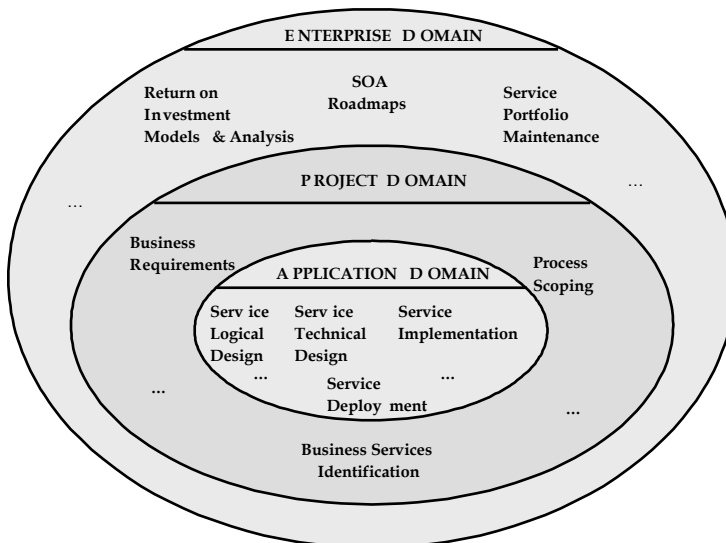 ENTERPRISE DOMAIN
Return on
Investment
Models & Analysis
SOA
Roadmaps
Service
Portfolio
Maintenance
...
...
PROJECT DOMAIN
Business
Requirements
Process
Scoping
APPLICATION DOMAIN
Service
Logical
Design
Service
Technical
Design
Service
Implementation
...
...
Service
Deployment
...
...
Business Services
Identification